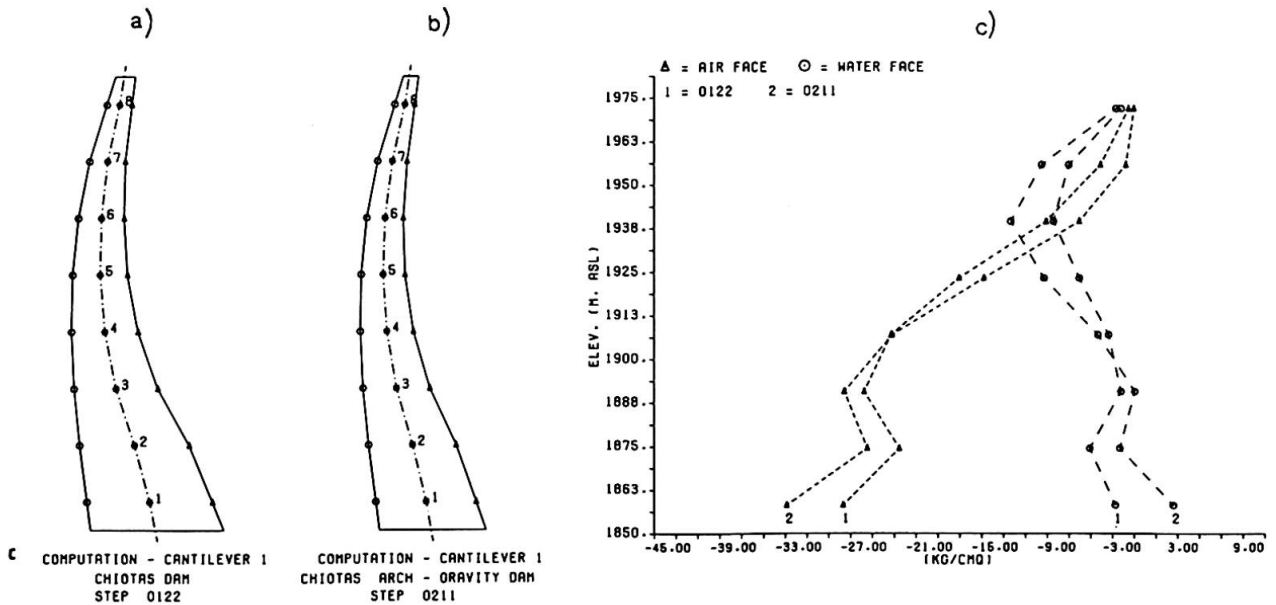 a)
b)
c)
8
7
6
5
4
3
2
1
C COMPUTATION - CANTILEVER 1
CHIOTAS DAM
STEP 0122
8
7
6
5
4
3
2
1
COMPUTATION - CANTILEVER 1
CHIOTAS ARCH - ORAVITY DAM
STEP 0211
= AIR FACE = WATER FACE
1 = 0122 2 = 0211
ELEV. (M. ASL)
1975.
1963.
1950.
1938.
1925.
1913.
1900.
1888.
1875.
1863.
1850.
2 1 1 2
-45.00 -39.00 -33.00 -27.00 -21.00 -15.00 -9.00 -3.00 3.00 9.00
(KG/CMQ)